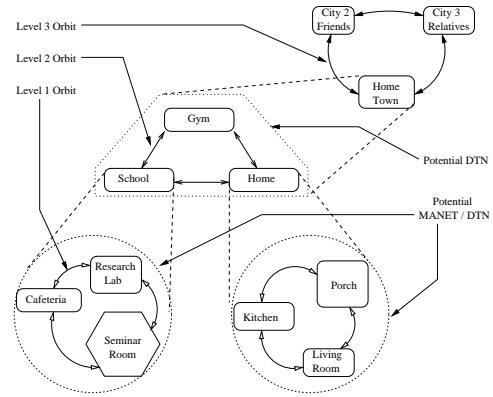 City 2
Friends
City 3
Relatives
Level 3 Orbit
Level 2 Orbit
Level 1 Orbit
Home
Town
Gym
School
Home
Potential DTN
Potential
MANET / DTN
Research
Lab
Cafeteria
Seminar
Room
Porch
Kitchen
Living
Room